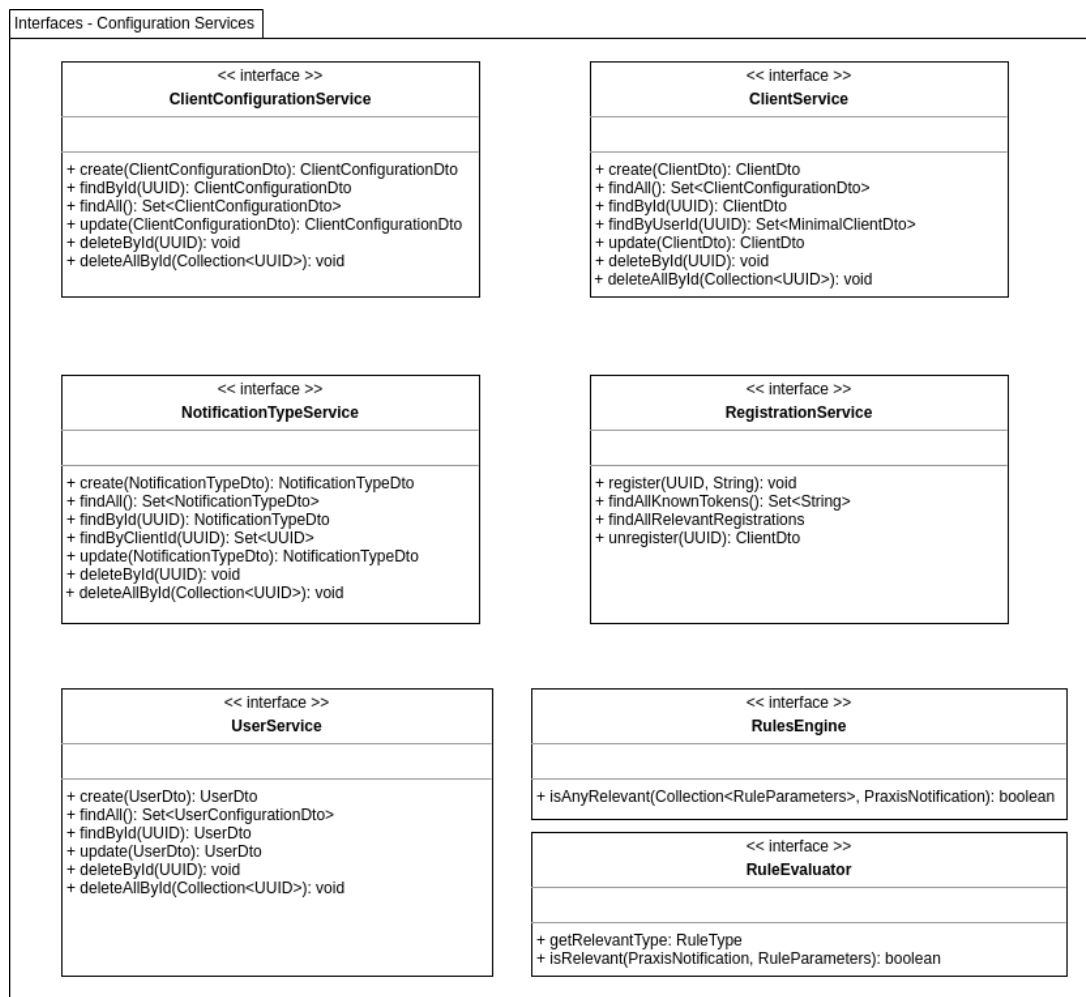 Interfaces - Configuration Services
<< interface >>
ClientConfigurationService
+ create(ClientConfigurationDto): ClientConfigurationDto
+ findById(UUID): ClientConfigurationDto
+ findAll(): Set<ClientConfigurationDto>
+ update(ClientConfigurationDto): ClientConfigurationDto
+ deleteById(UUID): void
+ deleteAllById(Collection<UUID>): void
<< interface >>
ClientService
+ create(ClientDto): ClientDto
+ findAll(): Set<ClientConfigurationDto>
+ findById(UUID): ClientDto
+ findByUserId(UUID): Set<MinimalClientDto>
+ update(ClientDto): ClientDto
+ deleteById(UUID): void
+ deleteAllById(Collection<UUID>): void
<< interface >>
NotificationTypeService
+ create(NotificationTypeDto): NotificationTypeDto
+ findAll(): Set<NotificationTypeDto>
+ findById(UUID): NotificationTypeDto
+ findByClientId(UUID): Set<UUID>
+ update(NotificationTypeDto): NotificationTypeDto
+ deleteById(UUID): void
+ deleteAllById(Collection<UUID>): void
<< interface >>
RegistrationService
+ register(UUID, String): void
+ findAllKnownTokens(): Set<String>
+ findAllRelevantRegistrations
+ unregister(UUID): ClientDto
<< interface >>
UserService
+ create(UserDto): UserDto
+ findAll(): Set<UserConfigurationDto>
+ findById(UUID): UserDto
+ update(UserDto): UserDto
+ deleteById(UUID): void
+ deleteAllById(Collection<UUID>): void
<< interface >>
RulesEngine
+ isAnyRelevant(Collection<RuleParameters>, PraxisNotification): boolean
<< interface >>
RuleEvaluator
+ getRelevantType: RuleType
+ isRelevant(PraxisNotification, RuleParameters): boolean